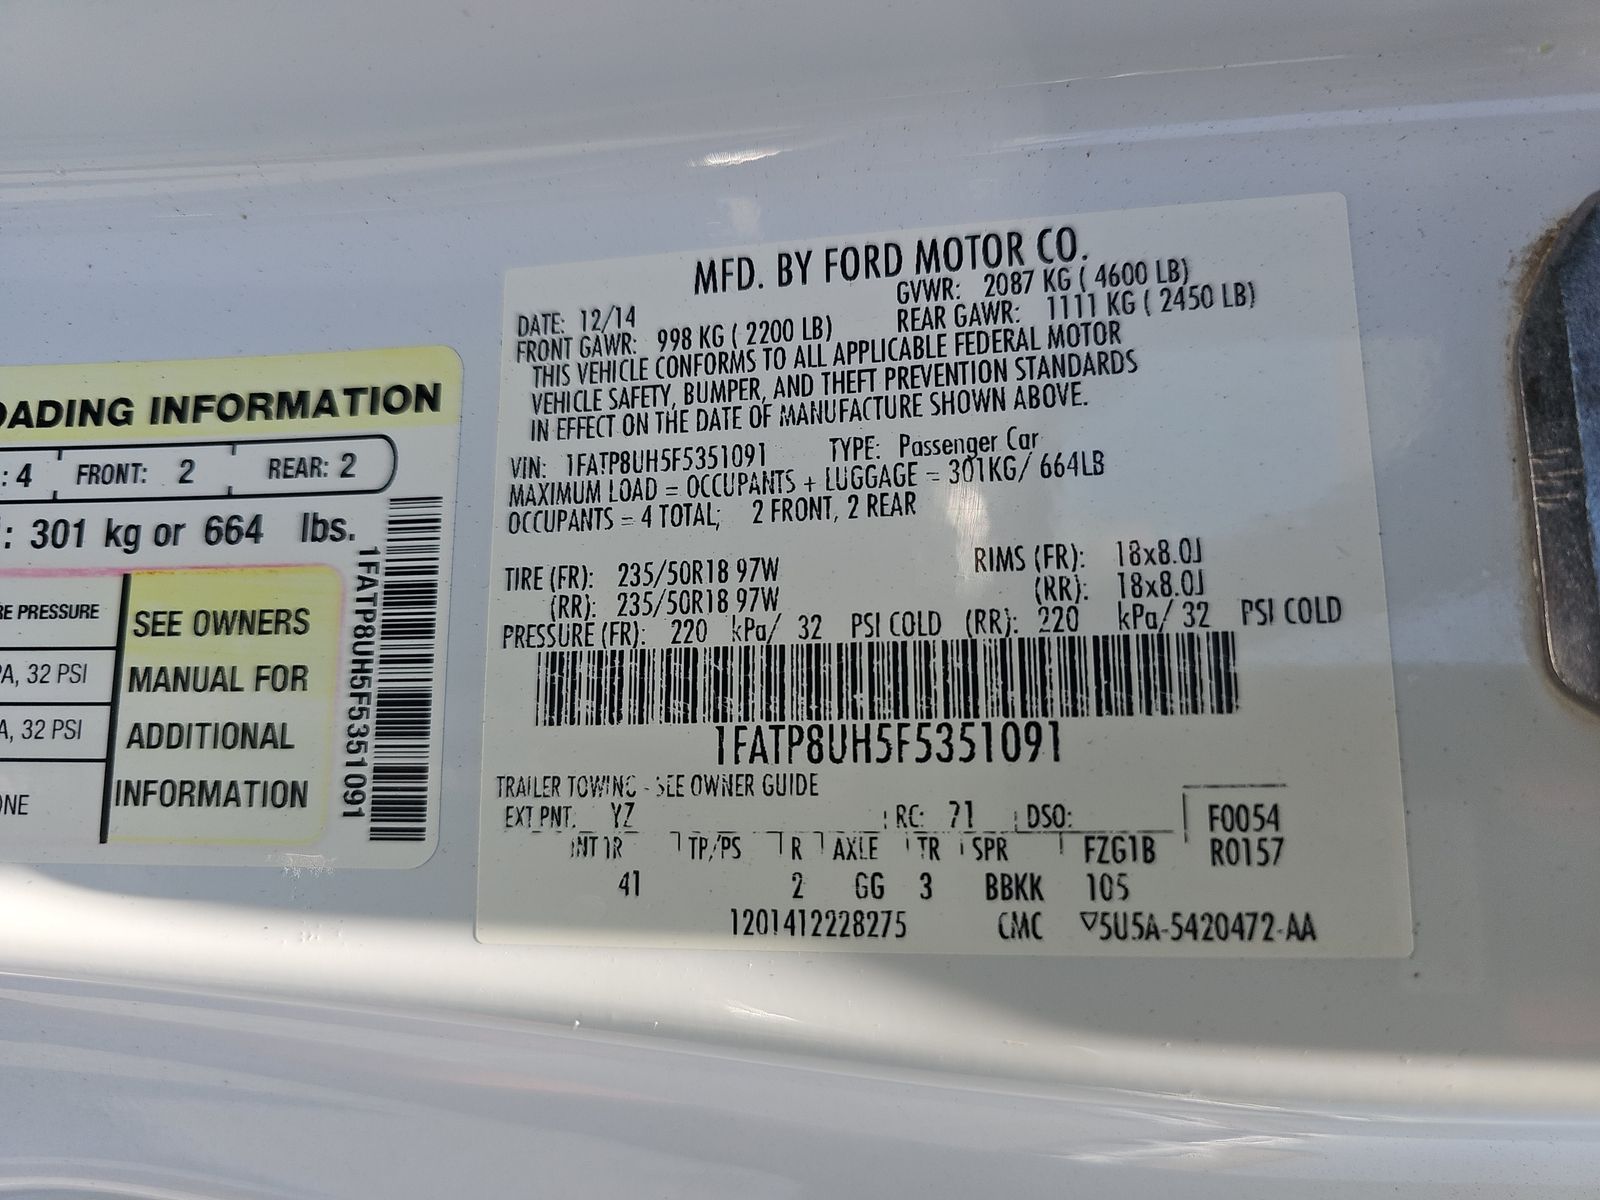 OADING INFORMATION
: 4 FRONT: 2 REAR: 2
: 301 kg or 664 lbs.
RE PRESSURE
PA, 32 PSI
A, 32 PSI
ONE
SEE OWNERS
MANUAL FOR
ADDITIONAL
INFORMATION
1FATP8UH5F5351091
MFD. BY FORD MOTOR CO.
DATE: 12/14 GVWR: 2087 KG ( 4600 LB)
FRONT GAWR: 998 KG ( 2200 LB) REAR GAWR: 1111 KG ( 2450 LB)
THIS VEHICLE CONFORMS TO ALL APPLICABLE FEDERAL MOTOR
VEHICLE SAFETY, BUMPER, AND THEFT PREVENTION STANDARDS
IN EFFECT ON THE DATE OF MANUFACTURE SHOWN ABOVE.
VIN: 1FATP8UH5F5351091 TYPE: Passenger Car
MAXIMUM LOAD = OCCUPANTS + LUGGAGE = 301KG/ 664LB
OCCUPANTS = 4 TOTAL; 2 FRONT, 2 REAR
TIRE (FR): 235/50R18 97W RIMS (FR): 18x8.0J
(RR): 235/50R18 97W (RR): 18x8.0J
PRESSURE (FR): 220 kPa/ 32 PSI COLD (RR): 220 kPa/ 32 PSI COLD
1FATP8UH5F5351091
TRAILER TOWING - SEE OWNER GUIDE
EXT PNT: YZ RC: 71 DSO: F0054
INT TR TP/PS R AXLE TR SPR FZG1B R0157
41 2 GG 3 BBKK 105
1201412228275 CMC ▽5U5A-5420472-AA